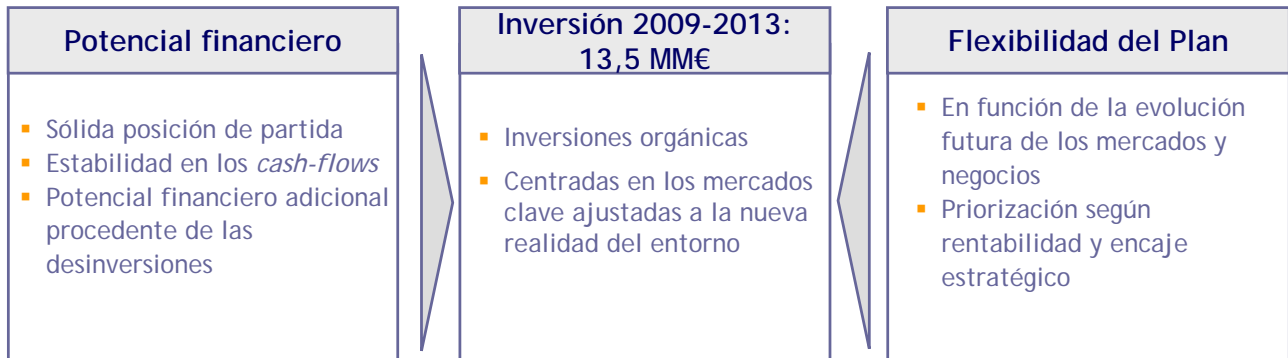 Potencial financiero
Sólida posición de partida
Estabilidad en los cash-flows
Potencial financiero adicional
procedente de las
desinversiones
Inversión 2009-2013:
13,5 MM€
Inversiones orgánicas
Centradas en los mercados
clave ajustadas a la nueva
realidad del entorno
Flexibilidad del Plan
En función de la evolución
futura de los mercados y
negocios
Priorización según
rentabilidad y encaje
estratégico